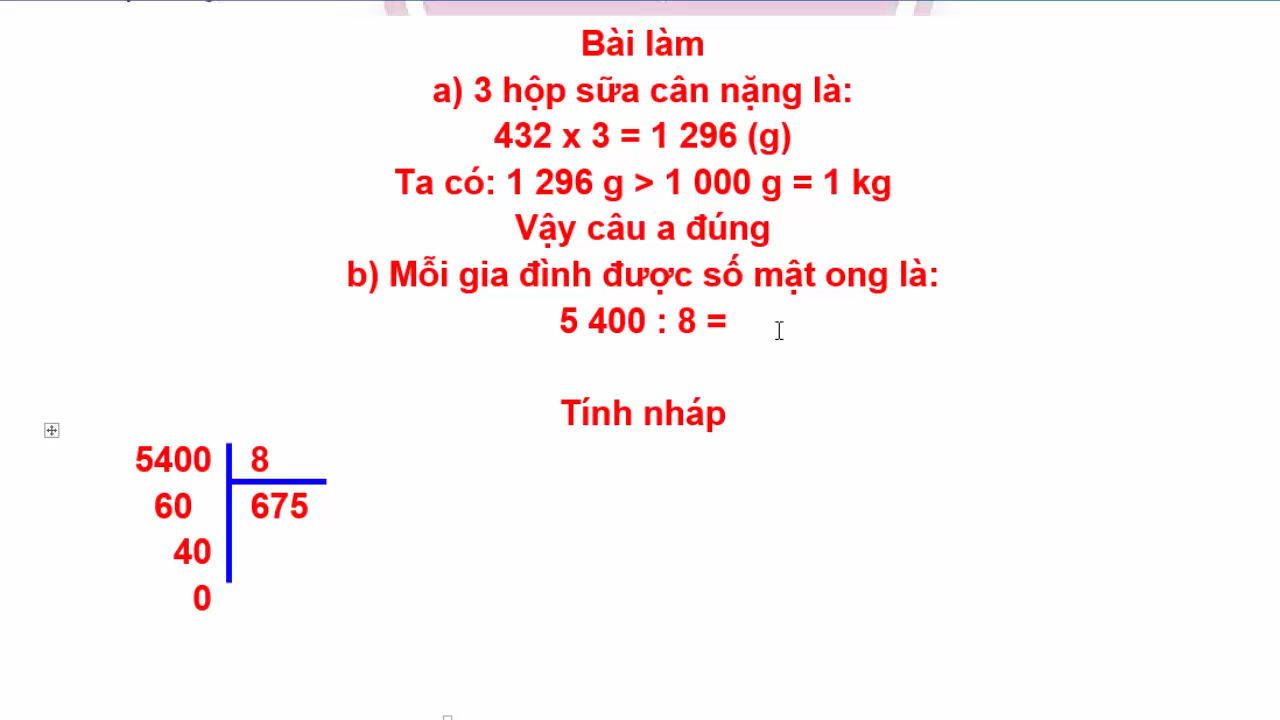 Bài làm
a) 3 hộp sữa cân nặng là:
432 x 3 = 1 296 (g)
Ta có: 1 296 g > 1 000 g = 1 kg
Vậy câu a đúng
b) Mỗi gia đình được số mật ong là:
5 400 : 8 =
Tính nháp
5400 8
60 675
40
0